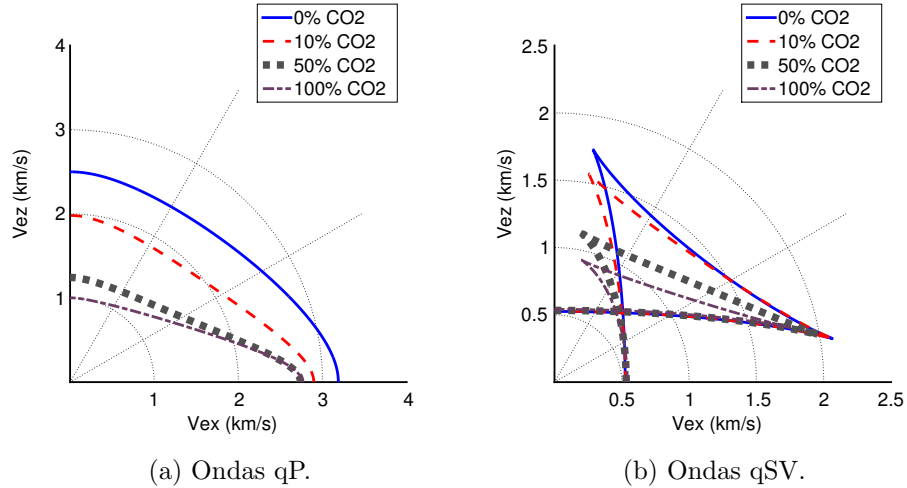 0% CO2
10% CO2
50% CO2
100% CO2
4
3
2
1
Vez (km/s)
1 2 3 4
Vex (km/s)
(a) Ondas qP.
0% CO2
10% CO2
50% CO2
100% CO2
2.5
2
1.5
1
0.5
Vez (km/s)
0.5 1 1.5 2 2.5
Vex (km/s)
(b) Ondas qSV.